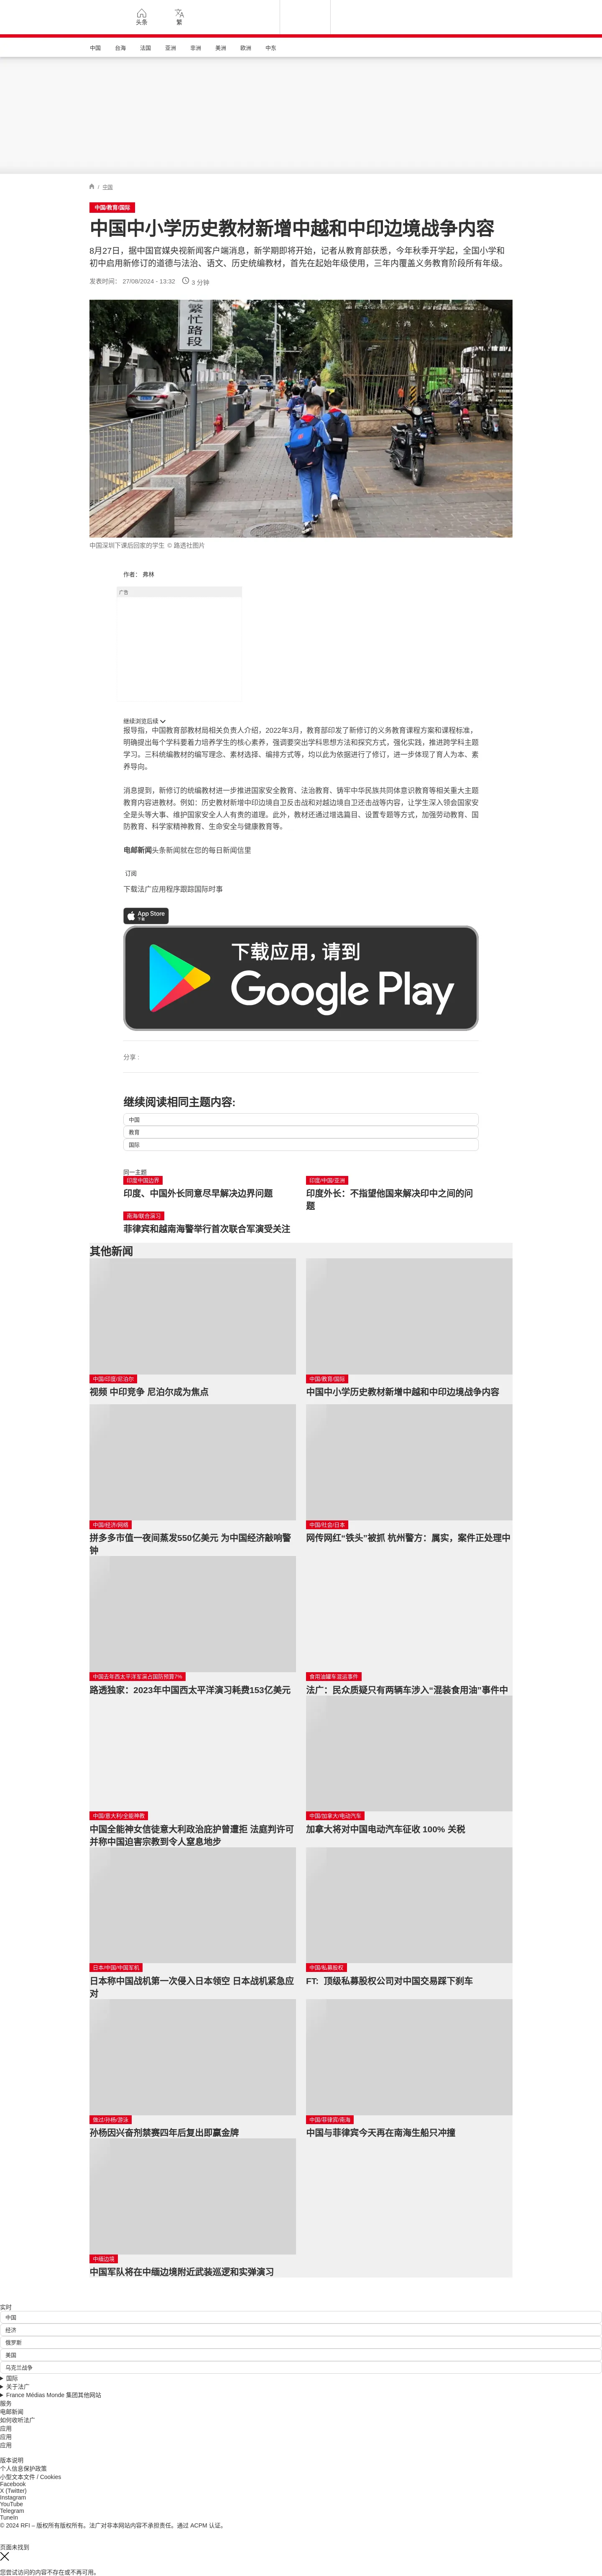 头条
繁
中国 台海 法国 亚洲 非洲 美洲 欧洲 中东
/ 中国
中国/教育/国际
中国中小学历史教材新增中越和中印边境战争内容
8月27日，据中国官媒央视新闻客户端消息，新学期即将开始，记者从教育部获悉，今年秋季开学起，全国小学和
初中启用新修订的道德与法治、语文、历史统编教材，首先在起始年级使用，三年内覆盖义务教育阶段所有年级。
发表时间： 27/08/2024 - 13:32 3 分钟
繁忙
路段
中国深圳下课后回家的学生 © 路透社图片
作者： 弗林
广告
继续浏览后续
报导指，中国教育部教材局相关负责人介绍，2022年3月，教育部印发了新修订的义务教育课程方案和课程标准，
明确提出每个学科要着力培养学生的核心素养，强调要突出学科思想方法和探究方式，强化实践，推进跨学科主题
学习。三科统编教材的编写理念、素材选择、编排方式等，均以此为依据进行了修订，进一步体现了育人为本、素
养导向。
消息提到，新修订的统编教材进一步推进国家安全教育、法治教育、铸牢中华民族共同体意识教育等相关重大主题
教育内容进教材。例如：历史教材新增中印边境自卫反击战和对越边境自卫还击战等内容，让学生深入领会国家安
全是头等大事、维护国家安全人人有责的道理。此外，教材还通过增选篇目、设置专题等方式，加强劳动教育、国
防教育、科学家精神教育、生命安全与健康教育等。
电邮新闻头条新闻就在您的每日新闻信里
订阅
下载法广应用程序跟踪国际时事
App Store
下载
下载应用，请到
Google Play
分享 :
继续阅读相同主题内容:
中国
教育
国际
同一主题
印度中国边界
印度、中国外长同意尽早解决边界问题
印度/中国/亚洲
印度外长：不指望他国来解决印中之间的问
题
南海/联合演习
菲律宾和越南海警举行首次联合军演受关注
其他新闻
中国/印度/尼泊尔
视频 中印竞争 尼泊尔成为焦点
中国/教育/国际
中国中小学历史教材新增中越和中印边境战争内容
中国/经济/网络
拼多多市值一夜间蒸发550亿美元 为中国经济敲响警
钟
中国/社会/日本
网传网红“铁头”被抓 杭州警方：属实，案件正处理中
中国去年西太平洋军演占国防预算7%
路透独家：2023年中国西太平洋演习耗费153亿美元
食用油罐车混运事件
法广：民众质疑只有两辆车涉入“混装食用油”事件中
中国/意大利/全能神教
中国全能神女信徒意大利政治庇护曾遭拒 法庭判许可
并称中国迫害宗教到令人窒息地步
中国/加拿大/电动汽车
加拿大将对中国电动汽车征收 100% 关税
日本/中国/中国军机
日本称中国战机第一次侵入日本领空 日本战机紧急应
对
中国/私募股权
FT: 顶级私募股权公司对中国交易踩下刹车
微过/孙杨/游泳
孙杨因兴奋剂禁赛四年后复出即赢金牌
中国/菲律宾/南海
中国与菲律宾今天再在南海生船只冲撞
中缅边境
中国军队将在中缅边境附近武装巡逻和实弹演习
实时
中国
经济
俄罗斯
美国
乌克兰战争
国际
关于法广
France Médias Monde 集团其他网站
服务
电邮新闻
如何收听法广
应用
应用
应用
版本说明
个人信息保护政策
小型文本文件 / Cookies
Facebook
X (Twitter)
Instagram
YouTube
Telegram
TuneIn
© 2024 RFI – 版权所有版权所有。法广对非本网站内容不承担责任。通过 ACPM 认证。
页面未找到
您尝试访问的内容不存在或不再可用。